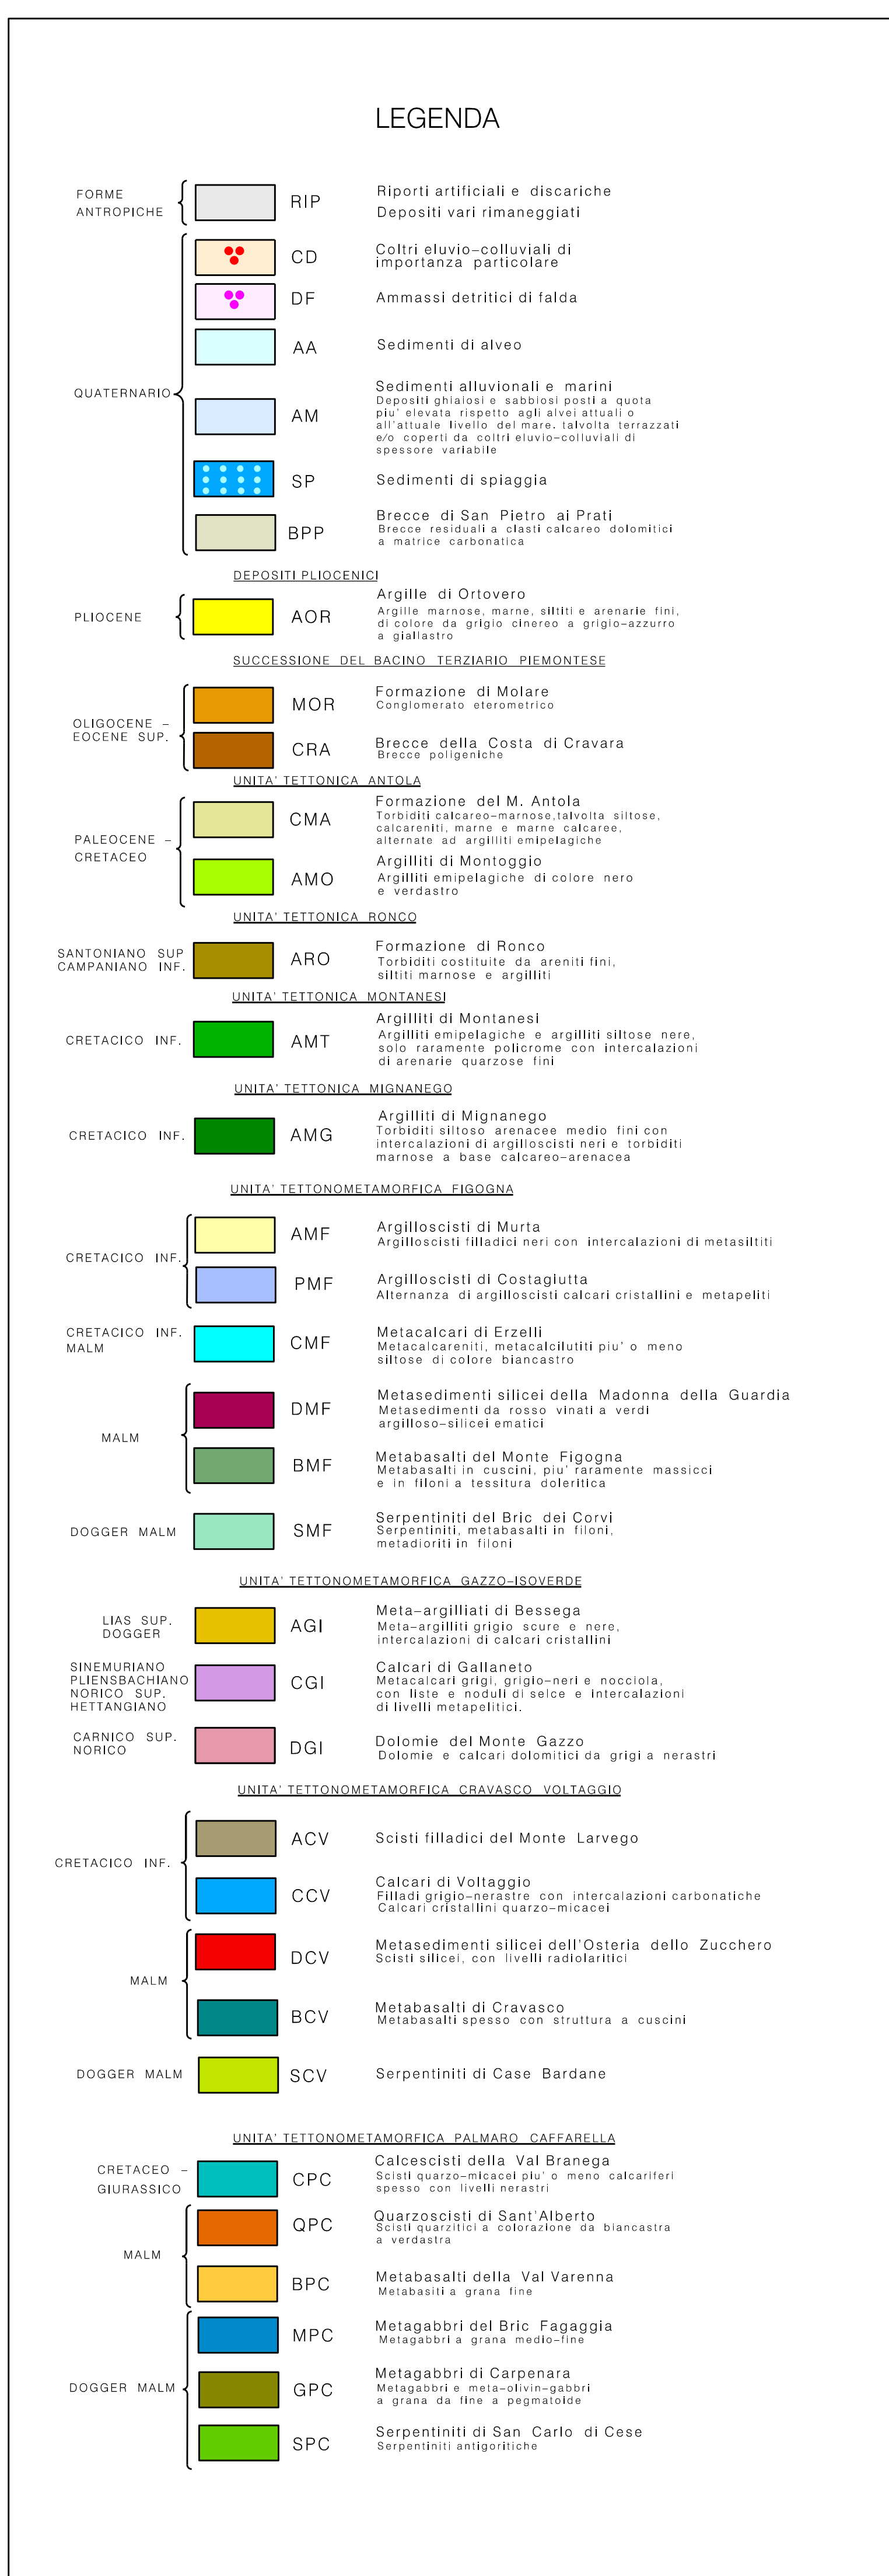 LEGENDA
FORME
ANTROPICHE
RIP
Riporti artificiali e discariche
Depositi vari rimaneggiati
QUATERNARIO
CD
Coltri eluvio-colluviali di
importanza particolare
DF
Ammassi detritici di falda
AA
Sedimenti di alveo
AM
Sedimenti alluvionali e marini
Depositi ghiaiosi e sabbiosi posti a quota
piu' elevata rispetto agli alvei attuali o
all'attuale livello del mare. talvolta terrazzati
e/o coperti da coltri eluvio-colluviali di
spessore variabile
SP
Sedimenti di spiaggia
BPP
Brecce di San Pietro ai Prati
Brecce residuali a clasti calcareo dolomitici
a matrice carbonatica
DEPOSITI PLIOCENICI
PLIOCENE
AOR
Argille di Ortovero
Argille marnose, marne, siltiti e arenarie fini,
di colore da grigio cinereo a grigio-azzurro
a giallastro
SUCCESSIONE DEL BACINO TERZIARIO PIEMONTESE
OLIGOCENE -
EOCENE SUP.
MOR
Formazione di Molare
Conglomerato eterometrico
CRA
Brecce della Costa di Cravara
Brecce poligeniche
UNITA' TETTONICA ANTOLA
PALEOCENE -
CRETACEO
CMA
Formazione del M. Antola
Torbiditi calcareo-marnose,talvolta siltose,
calcareniti, marne e marne calcaree,
alternate ad argilliti emipelagiche
AMO
Argilliti di Montoggio
Argilliti emipelagiche di colore nero
e verdastro
UNITA' TETTONICA RONCO
SANTONIANO SUP
CAMPANIANO INF.
ARO
Formazione di Ronco
Torbiditi costituite da areniti fini,
siltiti marnose e argilliti
UNITA' TETTONICA MONTANESI
CRETACICO INF.
AMT
Argilliti di Montanesi
Argilliti emipelagiche e argilliti siltose nere,
solo raramente policrome con intercalazioni
di arenarie quarzose fini
UNITA' TETTONICA MIGNANEGO
CRETACICO INF.
AMG
Argilliti di Mignanego
Torbiditi siltoso arenacee medio fini con
intercalazioni di argilloscisti neri e torbiditi
marnose a base calcareo-arenacea
UNITA' TETTONOMETAMORFICA FIGOGNA
CRETACICO INF.
AMF
Argilloscisti di Murta
Argilloscisti filladici neri con intercalazioni di metasiltiti
PMF
Argilloscisti di Costagiutta
Alternanza di argilloscisti calcari cristallini e metapeliti
CRETACICO INF.
MALM
CMF
Metacalcari di Erzelli
Metacalcareniti, metacalcilutiti piu' o meno
siltose di colore biancastro
MALM
DMF
Metasedimenti silicei della Madonna della Guardia
Metasedimenti da rosso vinati a verdi
argilloso-silicei ematici
BMF
Metabasalti del Monte Figogna
Metabasalti in cuscini, piu' raramente massicci
e in filoni a tessitura doleritica
DOGGER MALM
SMF
Serpentiniti del Bric dei Corvi
Serpentiniti, metabasalti in filoni,
metadioriti in filoni
UNITA' TETTONOMETAMORFICA GAZZO-ISOVERDE
LIAS SUP.
DOGGER
AGI
Meta-argilliati di Bessega
Meta-argilliti grigio scure e nere,
intercalazioni di calcari cristallini
SINEMURIANO
PLIENSBACHIANO
NORICO SUP.
HETTANGIANO
CGI
Calcari di Gallaneto
Metacalcari grigi, grigio-neri e nocciola,
con liste e noduli di selce e intercalazioni
di livelli metapelitici.
CARNICO SUP.
NORICO
DGI
Dolomie del Monte Gazzo
Dolomie e calcari dolomitici da grigi a nerastri
UNITA' TETTONOMETAMORFICA CRAVASCO VOLTAGGIO
CRETACICO INF.
ACV
Scisti filladici del Monte Larvego
CCV
Calcari di Voltaggio
Filladi grigio-nerastre con intercalazioni carbonatiche
Calcari cristallini quarzo-micacei
MALM
DCV
Metasedimenti silicei dell'Osteria dello Zucchero
Scisti silicei, con livelli radiolaritici
BCV
Metabasalti di Cravasco
Metabasalti spesso con struttura a cuscini
DOGGER MALM
SCV
Serpentiniti di Case Bardane
UNITA' TETTONOMETAMORFICA PALMARO CAFFARELLA
CRETACEO -
GIURASSICO
CPC
Calcescisti della Val Branega
Scisti quarzo-micacei piu' o meno calcariferi
spesso con livelli nerastri
MALM
QPC
Quarzoscisti di Sant'Alberto
Scisti quarzitici a colorazione da biancastra
a verdastra
BPC
Metabasalti della Val Varenna
Metabasiti a grana fine
DOGGER MALM
MPC
Metagabbri del Bric Fagaggia
Metagabbri a grana medio-fine
GPC
Metagabbri di Carpenara
Metagabbri e meta-olivin-gabbri
a grana da fine a pegmatoide
SPC
Serpentiniti di San Carlo di Cese
Serpentiniti antigoritiche